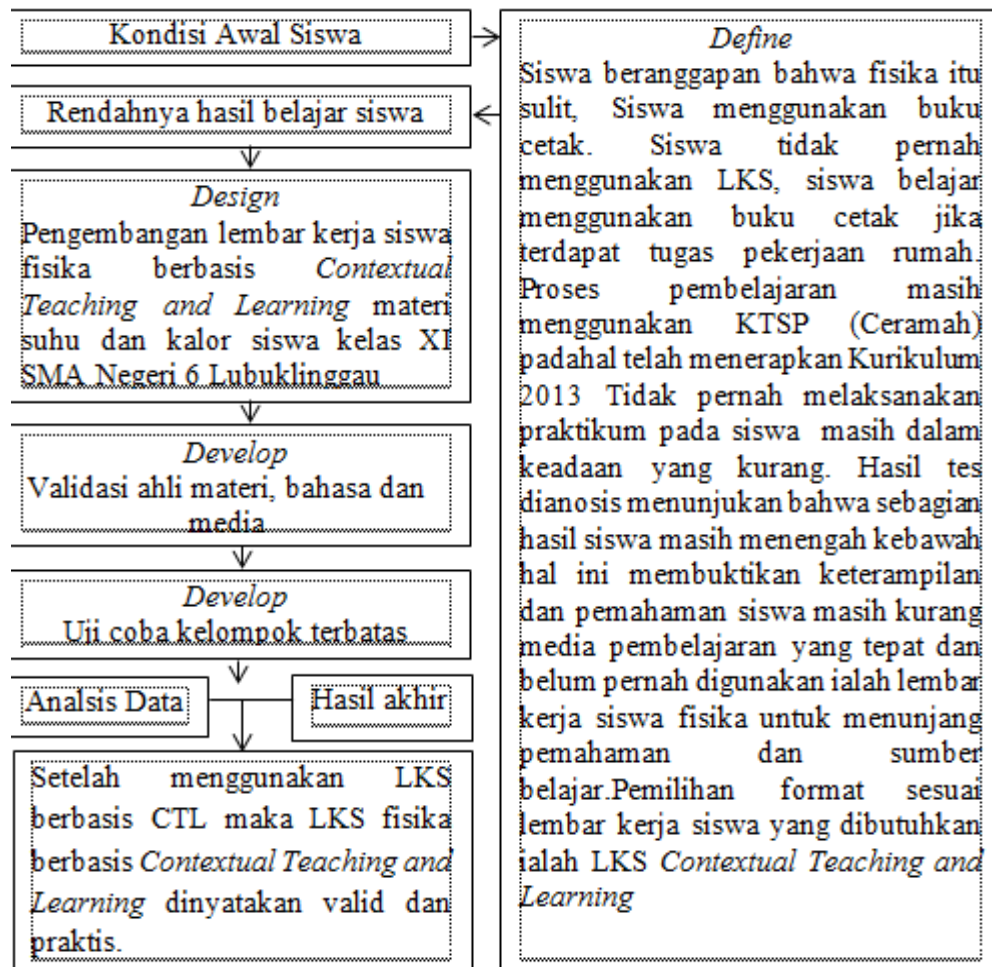 Kondisi Awal Siswa
Define
Siswa beranggapan bahwa fisika itu
sulit, Siswa menggunakan buku
cetak. Siswa tidak pernah
menggunakan LKS, siswa belajar
menggunakan buku cetak jika
terdapat tugas pekerjaan rumah.
Proses pembelajaran masih
menggunakan KTSP (Ceramah)
padahal telah menerapkan Kurikulum
2013 Tidak pernah melaksanakan
praktikum pada siswa masih dalam
keadaan yang kurang. Hasil tes
dianosis menunjukan bahwa sebagian
hasil siswa masih menengah kebawah
hal ini membuktikan keterampilan
dan pemahaman siswa masih kurang
media pembelajaran yang tepat dan
belum pernah digunakan ialah lembar
kerja siswa fisika untuk menunjang
pemahaman dan sumber
belajar.Pemilihan format sesuai
lembar kerja siswa yang dibutuhkan
ialah LKS Contextual Teaching and
Learning
Rendahnya hasil belajar siswa
Design
Pengembangan lembar kerja siswa
fisika berbasis Contextual
Teaching and Learning materi
suhu dan kalor siswa kelas XI
SMA Negeri 6 Lubuklinggau
Develop
Validasi ahli materi, bahasa dan
media
Develop
Uji coba kelompok terbatas
Analisis Data
Hasil akhir
Setelah menggunakan LKS
berbasis CTL maka LKS fisika
berbasis Contextual Teaching and
Learning dinyatakan valid dan
praktis.